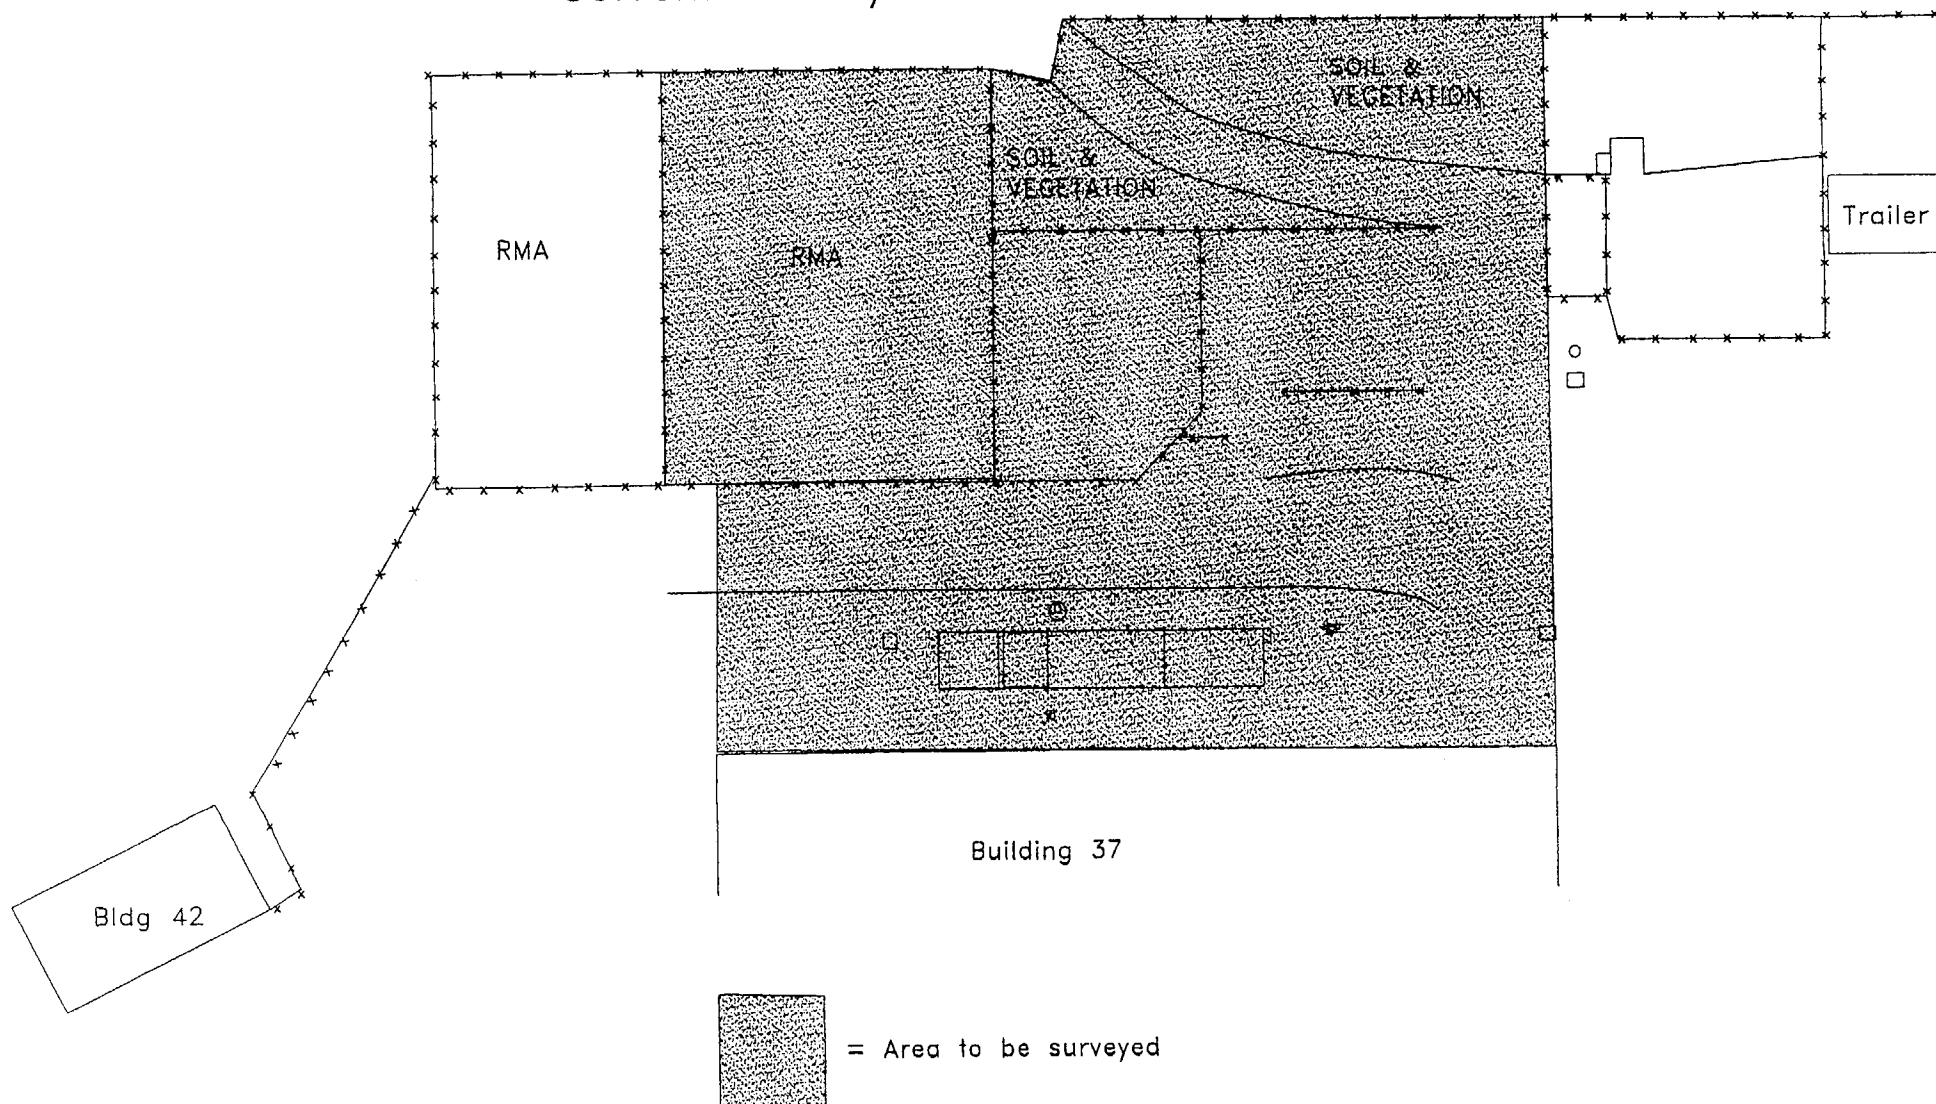 SOIL &
VEGETATION
SOIL &
VEGETATION
RMA
RMA
Trailer
Building 37
Bldg 42
= Area to be surveyed